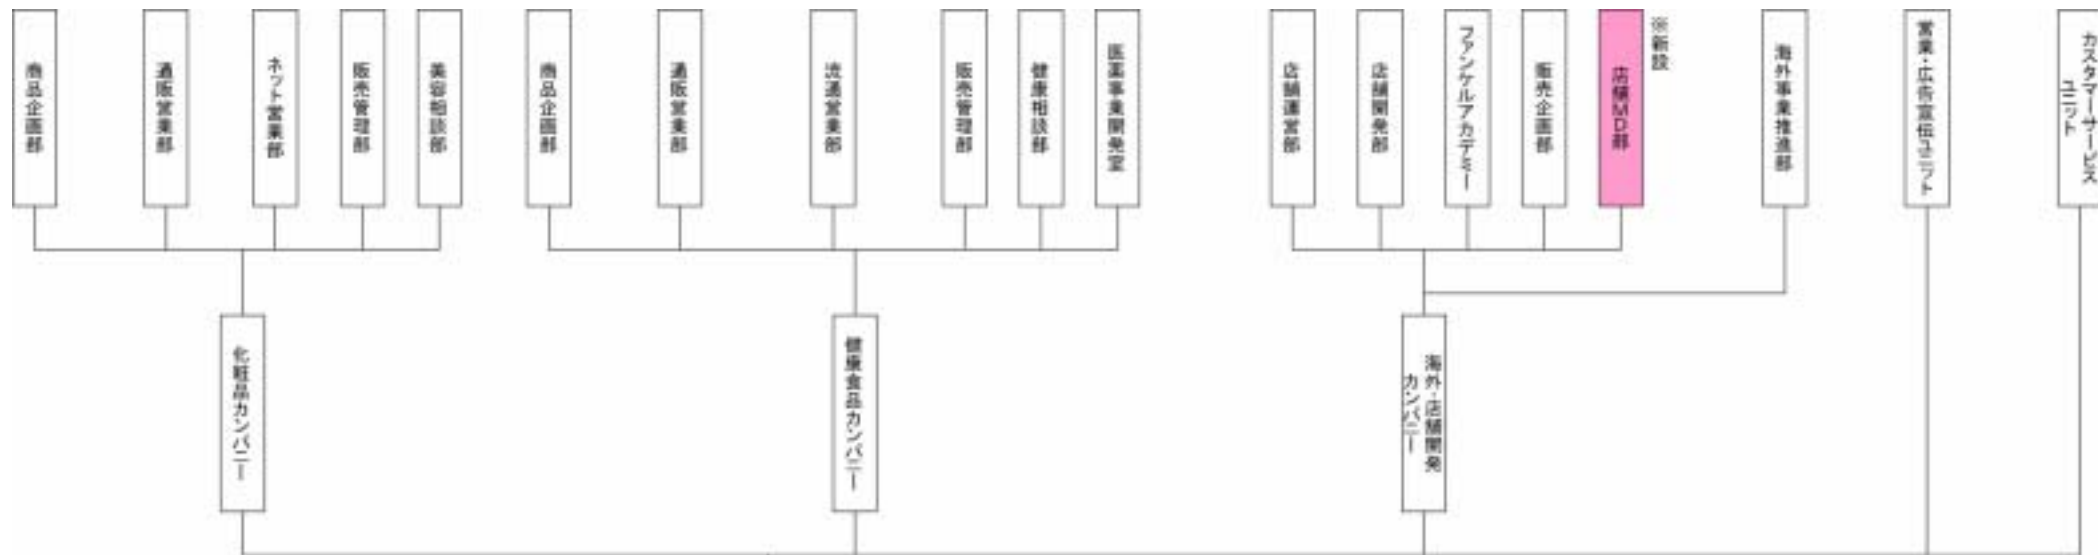 商品企画部
通販営業部
ネット営業部
販売管理部
美容相談部
商品企画部
通販営業部
流通営業部
販売管理部
健康相談部
医薬事業開発室
店舗運営部
店舗開発部
ファンケルアカデミー
販売企画部
店舗MD部
※新設
海外事業推進部
営業・広告宣伝ユニット
カスタマーサービス
ユニット
化粧品カンパニー
健康食品カンパニー
海外・店舗開発
カンパニー